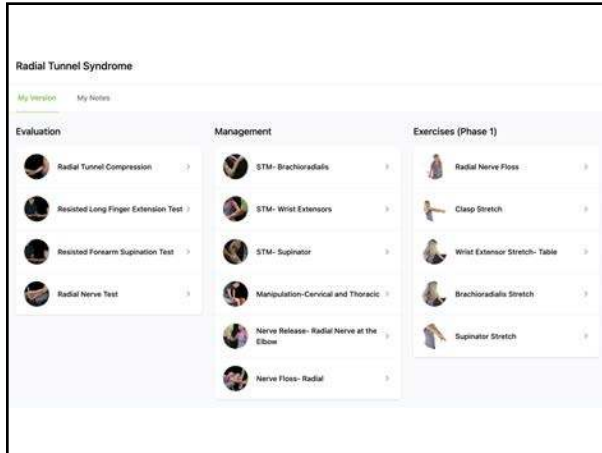 Radial Tunnel Syndrome
My Version
My Notes
Evaluation
Radial Tunnel Compression
Resisted Long Finger Extension Test
Resisted Forearm Supination Test
Radial Nerve Test
Management
STM- Brachioradialis
STM- Wrist Extensors
STM- Supinator
Manipulation-Cervical and Thoracic
Nerve Release- Radial Nerve at the
Elbow
Nerve Floss- Radial
Exercises (Phase 1)
Radial Nerve Floss
Clasp Stretch
Wrist Extensor Stretch- Table
Brachioradialis Stretch
Supinator Stretch